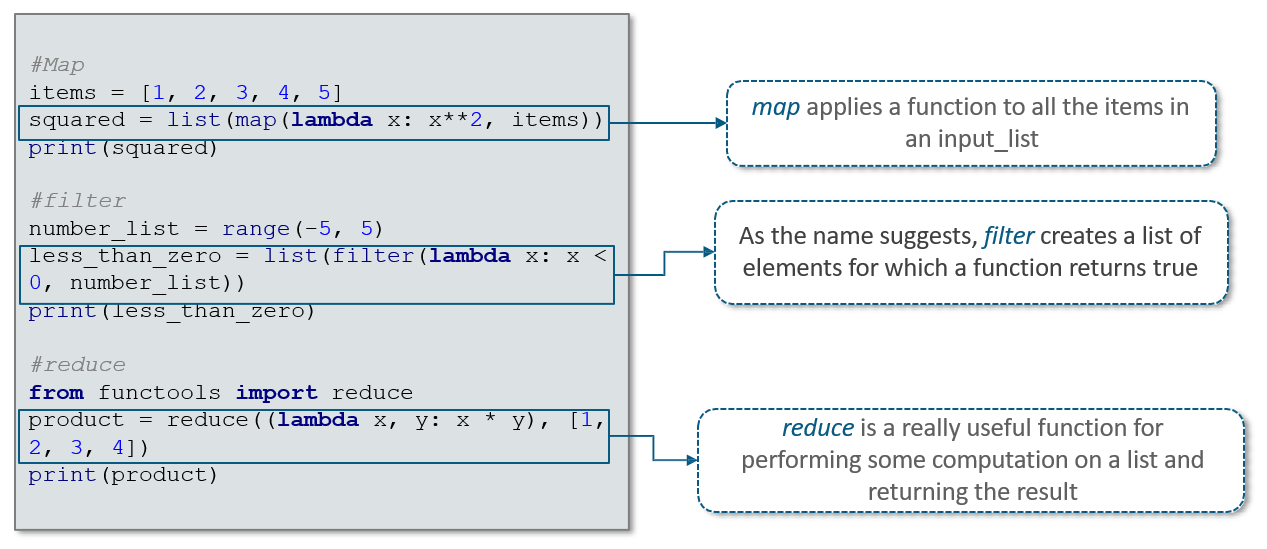 #Map
items = [1, 2, 3, 4, 5]
squared = list(map(lambda x: x**2, items))
print(squared)
#filter
number_list = range(-5, 5)
less_than_zero = list(filter(lambda x: x <
0, number_list))
print(less_than_zero)
#reduce
from functools import reduce
product = reduce((lambda x, y: x * y), [1,
2, 3, 4])
print(product)
map applies a function to all the items in
an input_list
As the name suggests, filter creates a list of
elements for which a function returns true
reduce is a really useful function for
performing some computation on a list and
returning the result